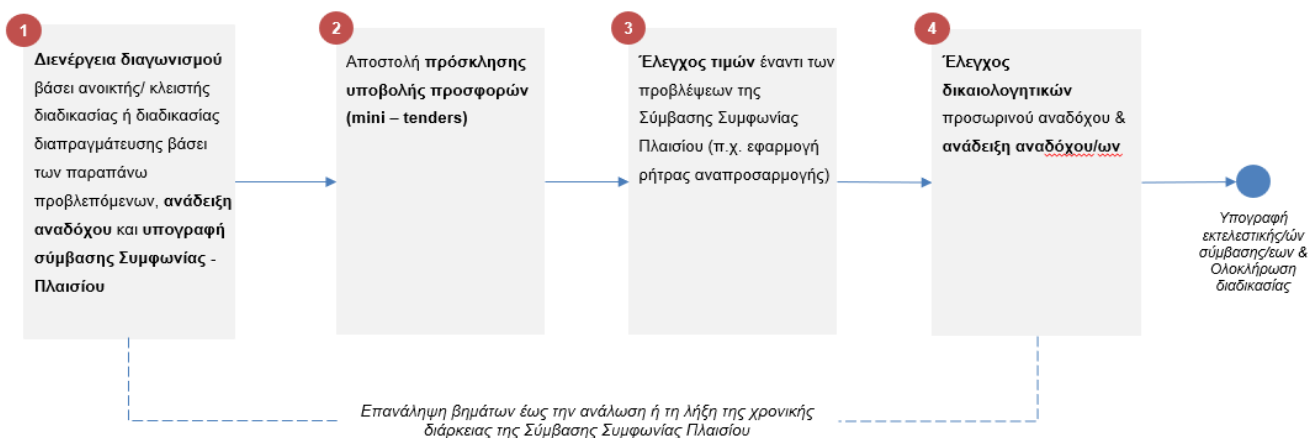 1
Διενέργεια διαγωνισμού
βάσει ανοικτής/ κλειστής
διαδικασίας ή διαδικασίας
διαπραγμάτευσης βάσει
των παραπάνω
προβλεπόμενων, ανάδειξη
αναδόχου και υπογραφή
σύμβασης Συμφωνίας -
Πλαισίου
2
Αποστολή πρόσκλησης
υποβολής προσφορών
(mini – tenders)
3
Έλεγχος τιμών έναντι των
προβλέψεων της
Σύμβασης Συμφωνίας
Πλαισίου (π.χ. εφαρμογή
ρήτρας αναπροσαρμογής)
4
Έλεγχος
δικαιολογητικών
προσωρινού αναδόχου &
ανάδειξη αναδόχου/ων
Υπογραφή
εκτελεστικής/ών
σύμβασης/εων &
Ολοκλήρωση
διαδικασίας
Επανάληψη βημάτων έως την ανάλωση ή τη λήξη της χρονικής
διάρκειας της Σύμβασης Συμφωνίας Πλαισίου